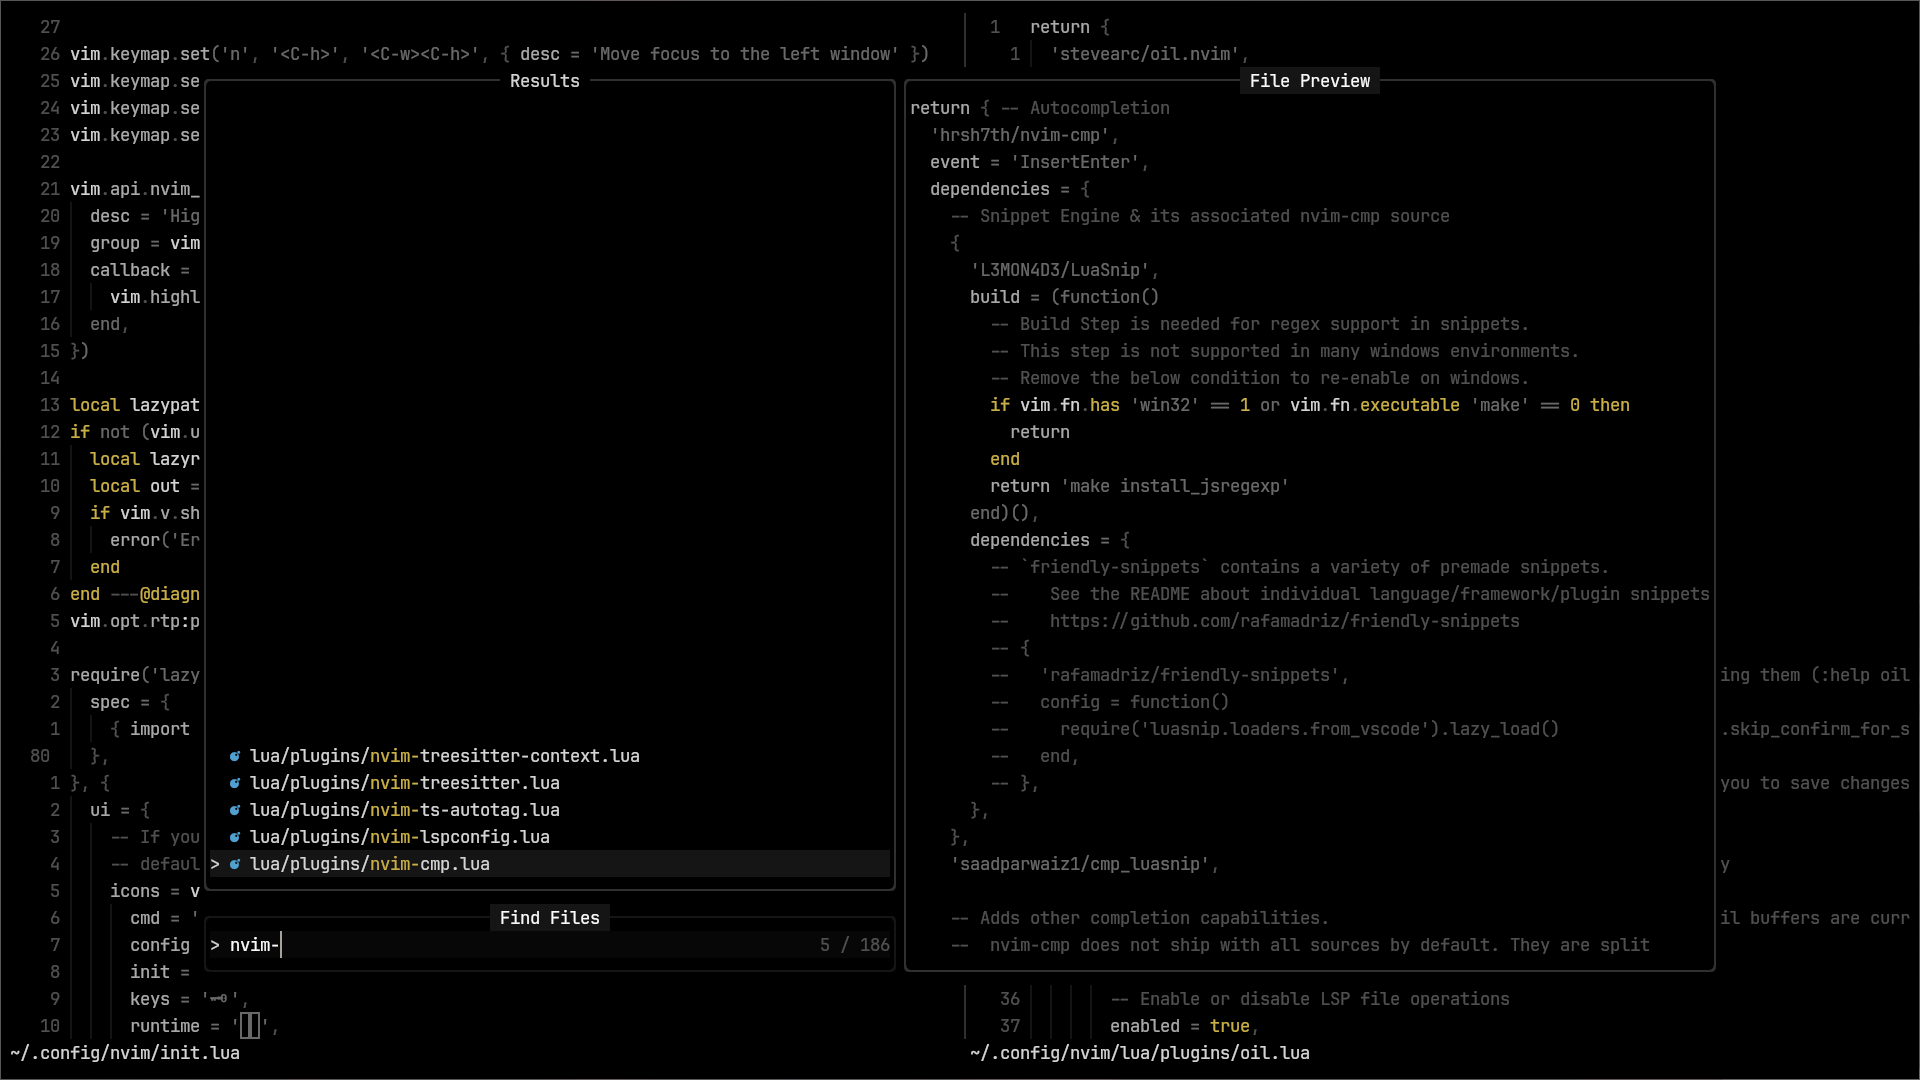 27
26 vim.keymap.set('n', '<C-h>', '<C-w><C-h>', { desc = 'Move focus to the left window' })
25 vim.keymap.se
24 vim.keymap.se
23 vim.keymap.se
22
21 vim.api.nvim_
20 desc = 'Hig
19 group = vim
18 callback =
17 vim.highl
16 end,
15 })
14
13 local lazypat
12 if not (vim.u
11 local lazyr
10 local out =
9 if vim.v.sh
8 error('Er
7 end
6 end ---@diagn
5 vim.opt.rtp:p
4
3 require('lazy
2 spec = {
1 { import
80 },
1 }, {
2 ui = {
3 -- If you
4 -- defaul
5 icons = v
6 cmd = '
7 config
8 init =
9 keys = '🗝',
10 runtime = '',
~/.config/nvim/init.lua
Results
lua/plugins/nvim-treesitter-context.lua
lua/plugins/nvim-treesitter.lua
lua/plugins/nvim-ts-autotag.lua
lua/plugins/nvim-lspconfig.lua
> lua/plugins/nvim-cmp.lua
Find Files
> nvim- 5 / 186
1 return {
1 'stevearc/oil.nvim',
File Preview
return { -- Autocompletion
'hrsh7th/nvim-cmp',
event = 'InsertEnter',
dependencies = {
-- Snippet Engine & its associated nvim-cmp source
{
'L3MON4D3/LuaSnip',
build = (function()
-- Build Step is needed for regex support in snippets.
-- This step is not supported in many windows environments.
-- Remove the below condition to re-enable on windows.
if vim.fn.has 'win32' == 1 or vim.fn.executable 'make' == 0 then
return
end
return 'make install_jsregexp'
end)(),
dependencies = {
-- `friendly-snippets` contains a variety of premade snippets.
-- See the README about individual language/framework/plugin snippets
-- https://github.com/rafamadriz/friendly-snippets
-- {
-- 'rafamadriz/friendly-snippets',
-- config = function()
-- require('luasnip.loaders.from_vscode').lazy_load()
-- end,
-- },
},
},
'saadparwaiz1/cmp_luasnip',
-- Adds other completion capabilities.
-- nvim-cmp does not ship with all sources by default. They are split
ing them (:help oil
.skip_confirm_for_s
you to save changes
y
il buffers are curr
36 -- Enable or disable LSP file operations
37 enabled = true,
~/.config/nvim/lua/plugins/oil.lua